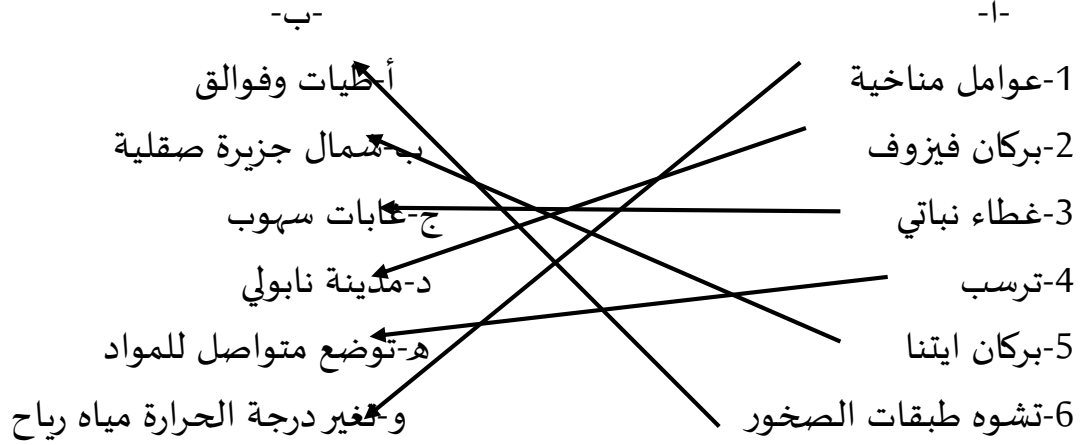 -ا- -ب-
1-عوامل مناخية أ-طيات وفوالق
2-بركان فيزوف ب-شمال جزيرة صقلية
3-غطاء نباتي ج-غابات سهوب
4-ترسب د-مدينة نابولي
5-بركان ايتنا ه-توضع متواصل للمواد
6-تشوه طبقات الصخور و-تغير درجة الحرارة مياه رياح